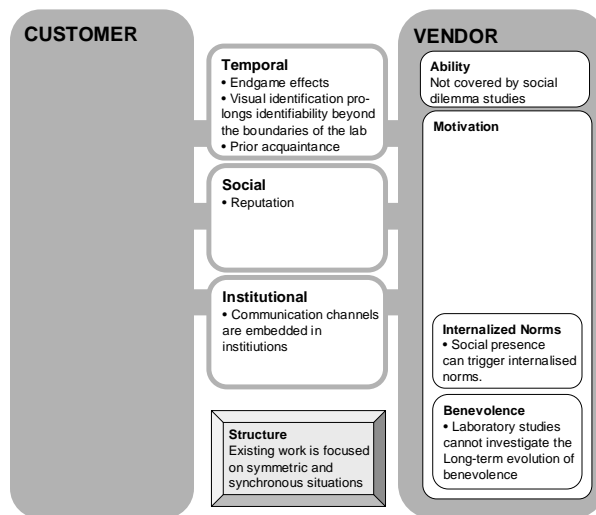 CUSTOMER
Temporal
• Endgame effects
• Visual identification pro-
longs identifiability beyond
the boundaries of the lab
• Prior acquaintance
Social
• Reputation
Institutional
• Communication channels
are embedded in
institiutions
Structure
Existing work is focused
on symmetric and
synchronous situations
VENDOR
Ability
Not covered by social
dilemma studies
Motivation
Internalized Norms
• Social presence
can trigger internalised
norms.
Benevolence
• Laboratory studies
cannot investigate the
Long-term evolution of
benevolence